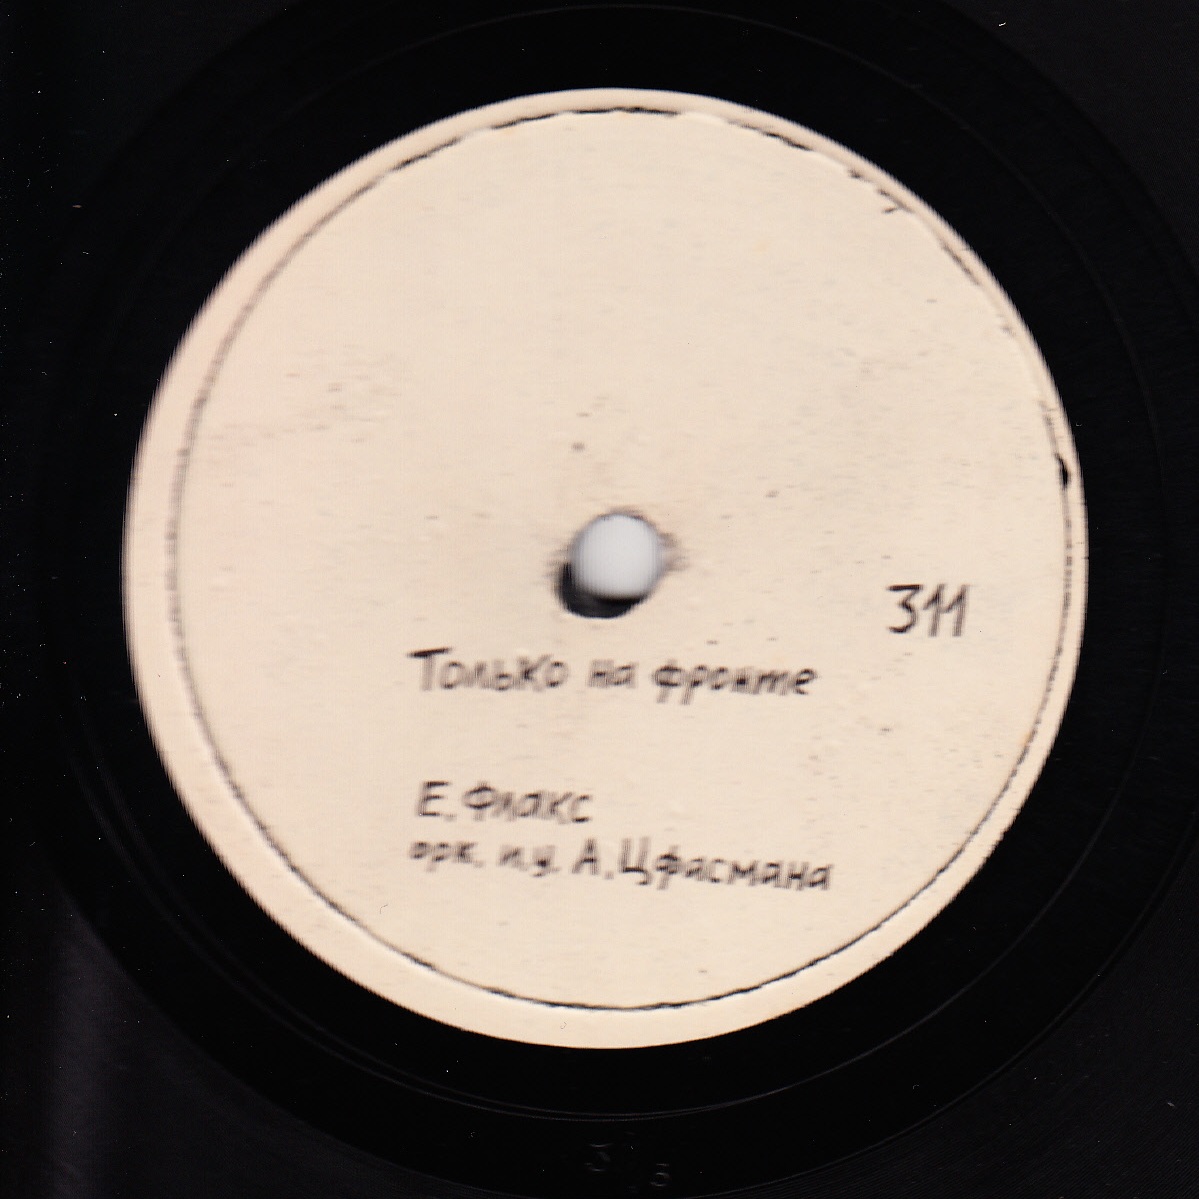 311
Только на фронте
Е. Флакс
орк. п.у. А. Цфасмана